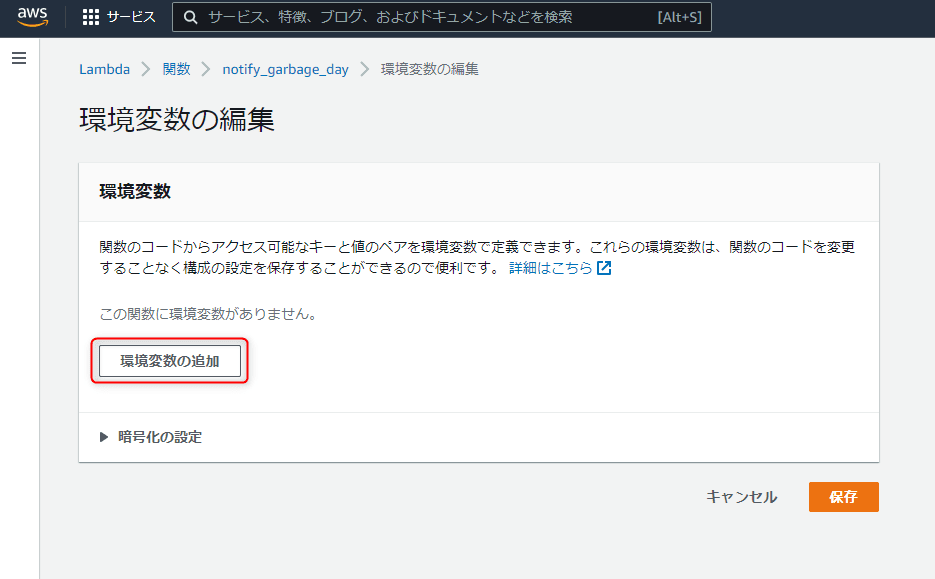 aws サービス サービス、特徴、ブログ、およびドキュメントなどを検索 [Alt+S]
Lambda 関数 notify_garbage_day 環境変数の編集
環境変数の編集
環境変数
関数のコードからアクセス可能なキーと値のペアを環境変数で定義できます。これらの環境変数は、関数のコードを変更
することなく構成の設定を保存することができるので便利です。 詳細はこちら
この関数に環境変数がありません。
環境変数の追加
暗号化の設定
キャンセル 保存